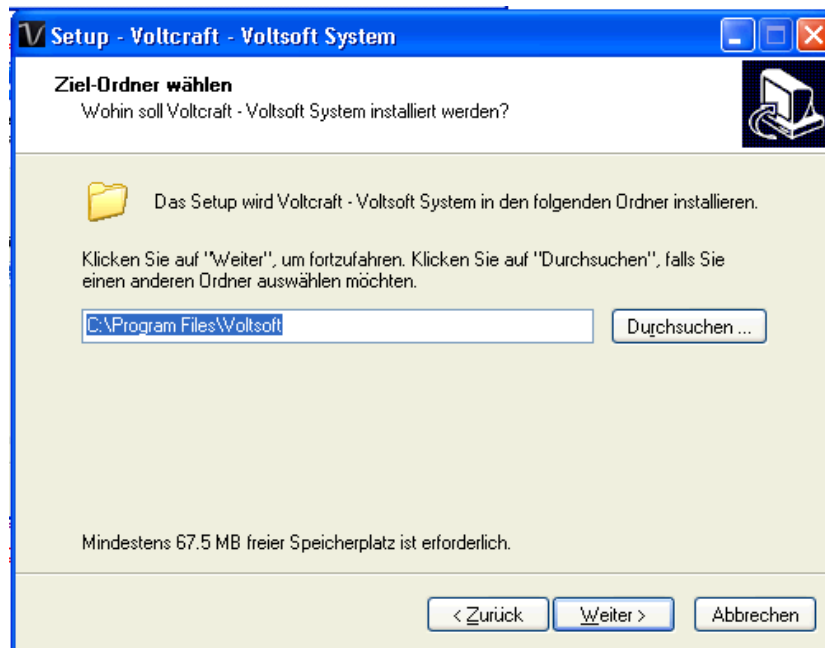 Setup - Voltcraft - Voltsoft System
Ziel-Ordner wählen
Wohin soll Voltcraft - Voltsoft System installiert werden?
Das Setup wird Voltcraft - Voltsoft System in den folgenden Ordner installieren.
Klicken Sie auf "Weiter", um fortzufahren. Klicken Sie auf "Durchsuchen", falls Sie
einen anderen Ordner auswählen möchten.
C:\Program Files\Voltsoft
Durchsuchen ...
Mindestens 67.5 MB freier Speicherplatz ist erforderlich.
< Zurück
Weiter >
Abbrechen